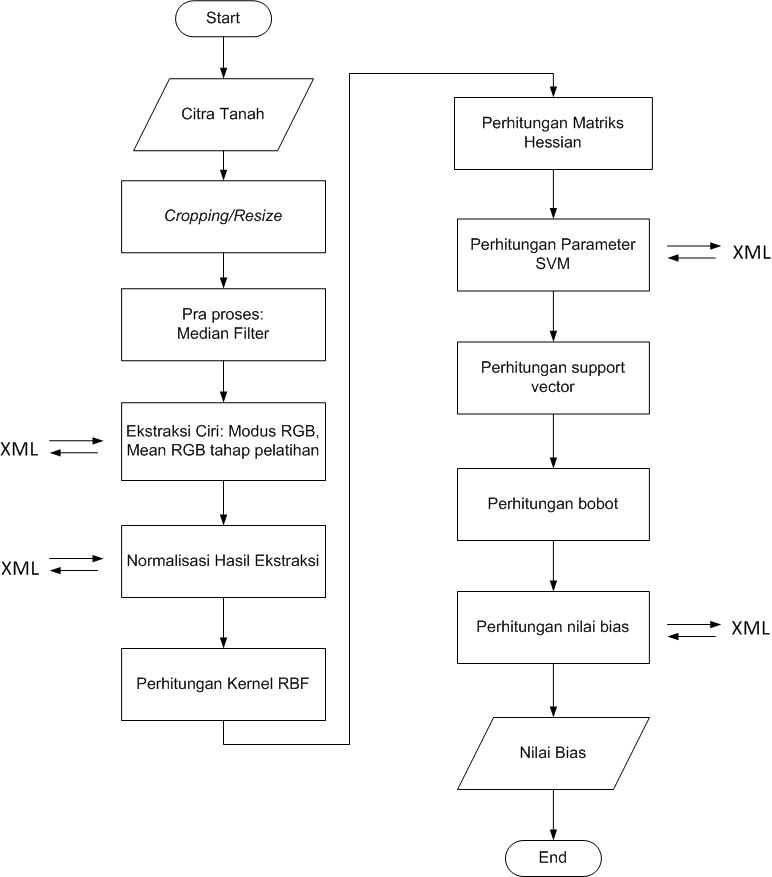 Start
Citra Tanah
Cropping/Resize
Pra proses:
Median Filter
XML
Ekstraksi Ciri: Modus RGB,
Mean RGB tahap pelatihan
XML
Normalisasi Hasil Ekstraksi
Perhitungan Kernel RBF
Perhitungan Matriks
Hessian
Perhitungan Parameter
SVM
XML
Perhitungan support
vector
Perhitungan bobot
Perhitungan nilai bias
XML
Nilai Bias
End